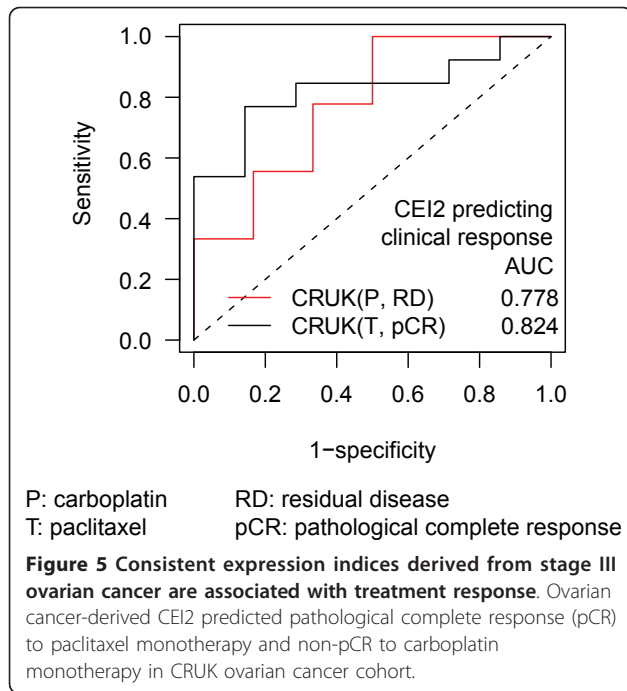 1.0
0.8
0.6
0.4
0.2
0.0
Sensitivity
CEI2 predicting
clinical response
AUC
CRUK(P, RD) 0.778
CRUK(T, pCR) 0.824
0.0 0.2 0.4 0.6 0.8 1.0
1−specificity
P: carboplatin RD: residual disease
T: paclitaxel pCR: pathological complete response
Figure 5 Consistent expression indices derived from stage III
ovarian cancer are associated with treatment response. Ovarian
cancer-derived CEI2 predicted pathological complete response (pCR)
to paclitaxel monotherapy and non-pCR to carboplatin
monotherapy in CRUK ovarian cancer cohort.